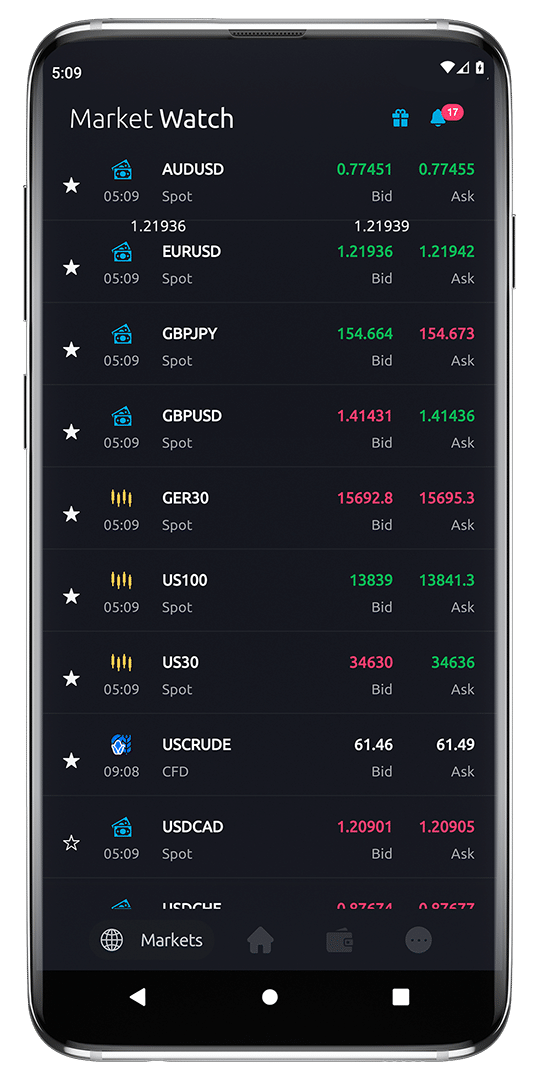 5:09
Market Watch 17
AUDUSD 0.77451 0.77455
05:09 Spot Bid Ask
1.21936 1.21939
EURUSD 1.21936 1.21942
05:09 Spot Bid Ask
GBPJPY 154.664 154.673
05:09 Spot Bid Ask
GBPUSD 1.41431 1.41436
05:09 Spot Bid Ask
GER30 15692.8 15695.3
05:09 Spot Bid Ask
US100 13839 13841.3
05:09 Spot Bid Ask
US30 34630 34636
05:09 Spot Bid Ask
USCRUDE 61.46 61.49
09:08 CFD Bid Ask
USDCAD 1.20901 1.20905
05:09 Spot Bid Ask
USDCHF 0.87674 0.87677
Markets